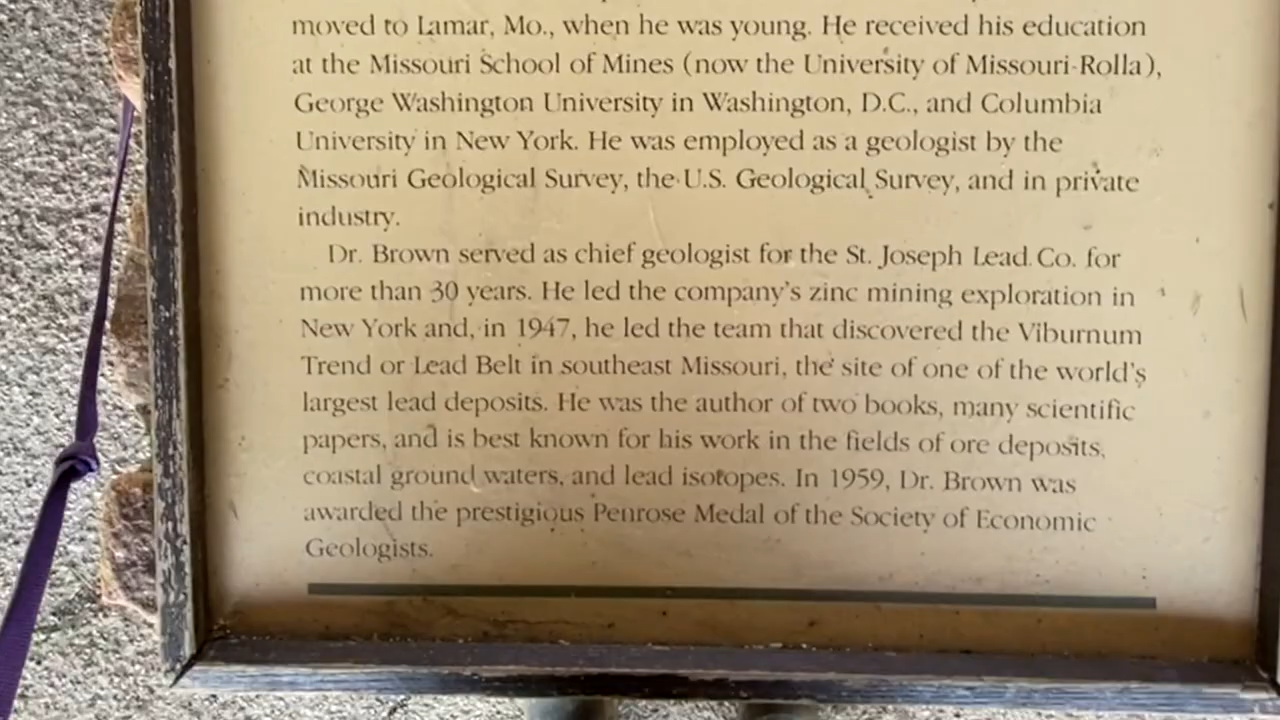 moved to Lamar, Mo., when he was young. He received his education
at the Missouri School of Mines (now the University of Missouri-Rolla),
George Washington University in Washington, D.C., and Columbia
University in New York. He was employed as a geologist by the
Missouri Geological Survey, the U.S. Geological Survey, and in private
industry.
Dr. Brown served as chief geologist for the St. Joseph Lead Co. for
more than 30 years. He led the company's zinc mining exploration in
New York and, in 1947, he led the team that discovered the Viburnum
Trend or Lead Belt in southeast Missouri, the site of one of the world's
largest lead deposits. He was the author of two books, many scientific
papers, and is best known for his work in the fields of ore deposits,
coastal ground waters, and lead isotopes. In 1959, Dr. Brown was
awarded the prestigious Penrose Medal of the Society of Economic
Geologists.